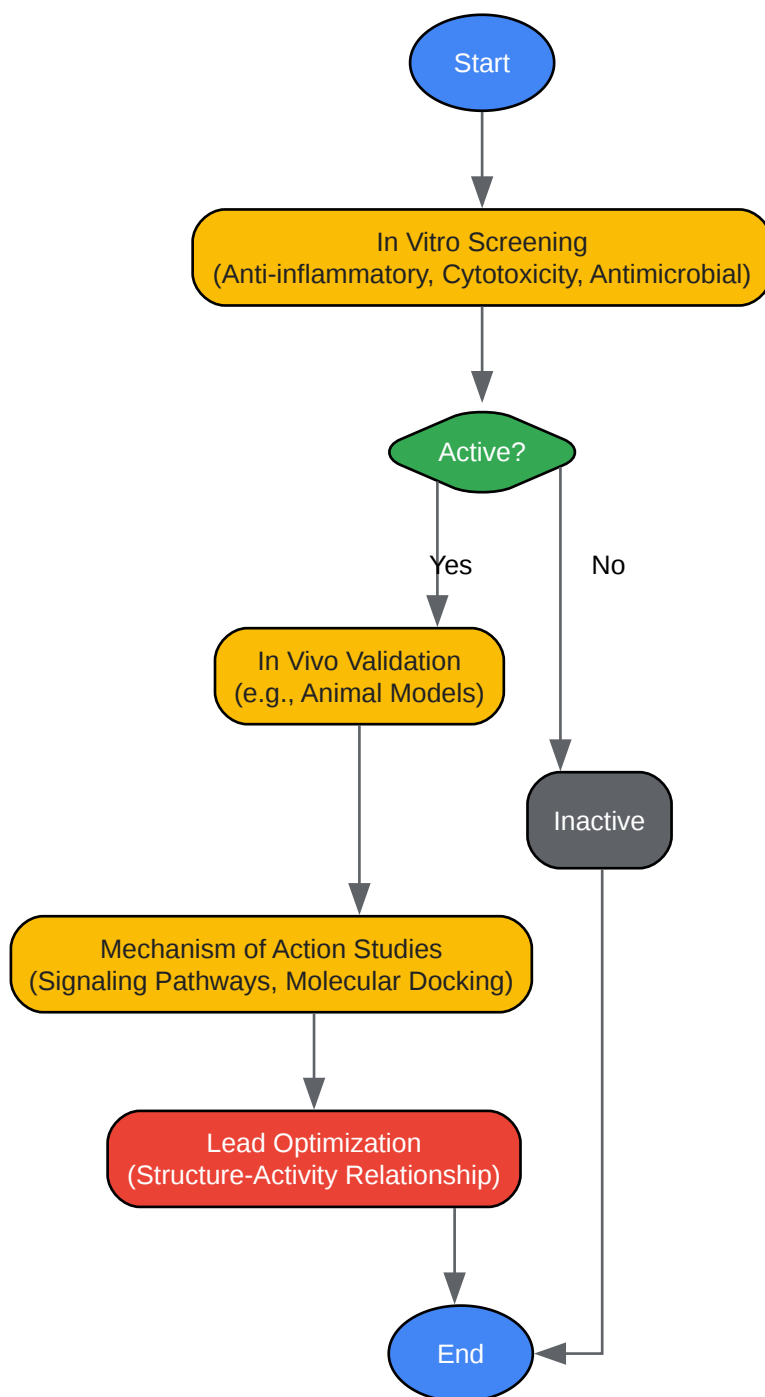 Start
In Vitro Screening
(Anti-inflammatory, Cytotoxicity, Antimicrobial)
Active?
Yes
No
In Vivo Validation
(e.g., Animal Models)
Inactive
Mechanism of Action Studies
(Signaling Pathways, Molecular Docking)
Lead Optimization
(Structure-Activity Relationship)
End